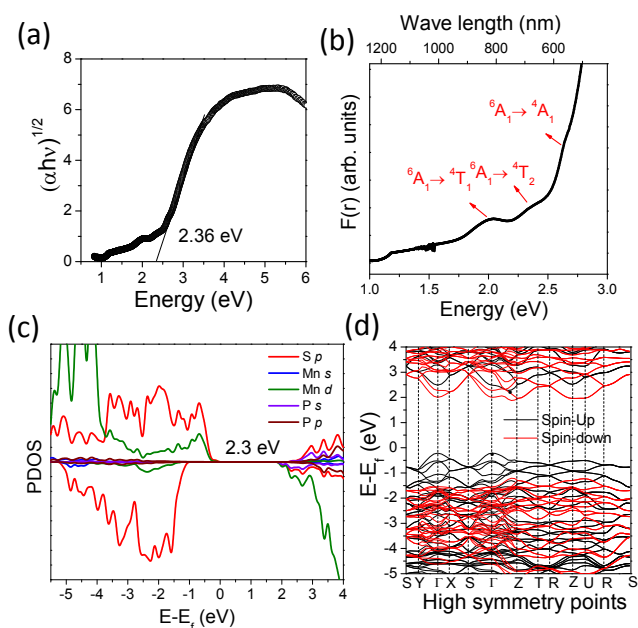 (a)
(αhν)^1/2
8
6
4
2
0
2.36 eV
1 2 3 4 5 6
Energy (eV)
(b)
Wave length (nm)
1200 1000 800 600
F(r) (arb. units)
⁶A₁→⁴A₁
⁶A₁→⁴T₁ ⁶A₁→⁴T₂
1.0 1.5 2.0 2.5 3.0
Energy (eV)
(c)
PDOS
S p
Mn s
Mn d
P s
P p
2.3 eV
-5 -4 -3 -2 -1 0 1 2 3 4
E-E_f (eV)
(d)
E-E_f (eV)
4
3
2
1
0
-1
-2
-3
-4
-5
Spin-Up
Spin-down
S Y Γ X S Γ Z T R Z U R S
High symmetry points